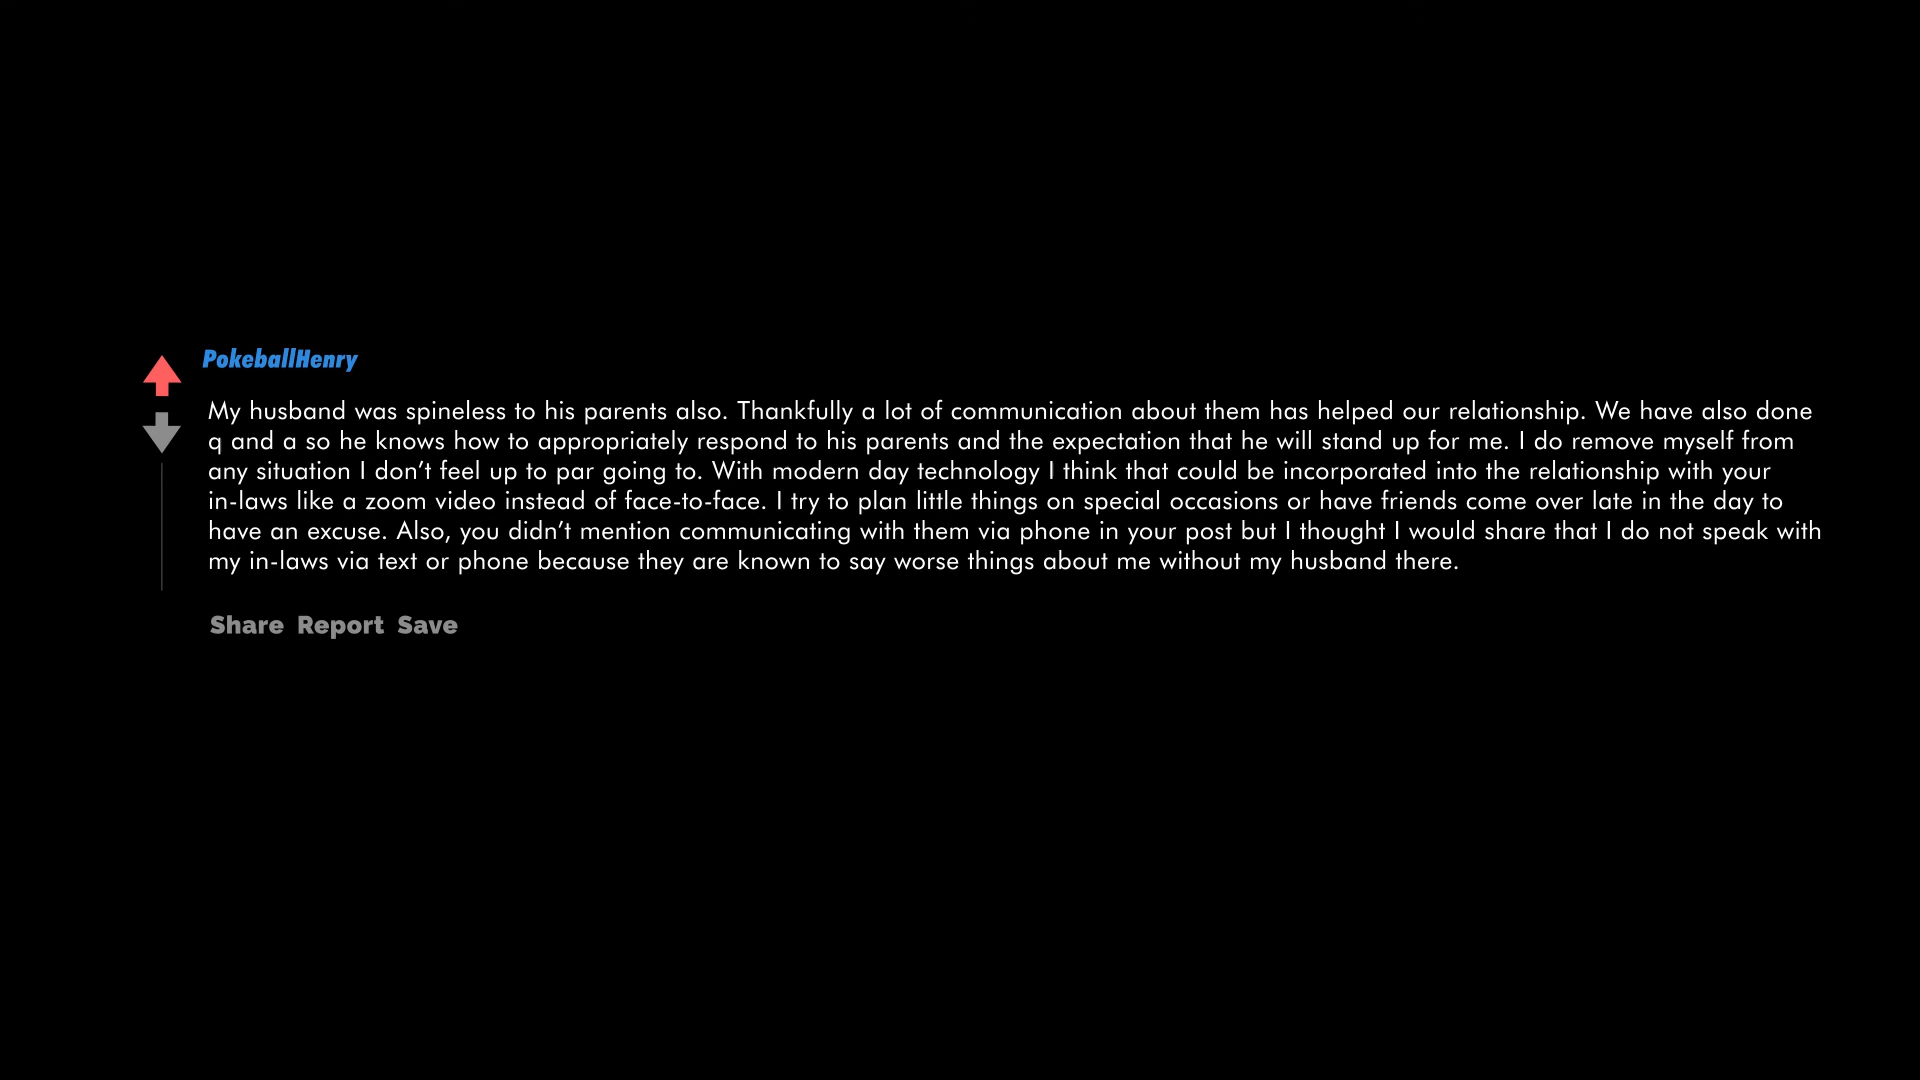 PokeballHenry
My husband was spineless to his parents also. Thankfully a lot of communication about them has helped our relationship. We have also done
q and a so he knows how to appropriately respond to his parents and the expectation that he will stand up for me. I do remove myself from
any situation I don’t feel up to par going to. With modern day technology I think that could be incorporated into the relationship with your
in-laws like a zoom video instead of face-to-face. I try to plan little things on special occasions or have friends come over late in the day to
have an excuse. Also, you didn’t mention communicating with them via phone in your post but I thought I would share that I do not speak with
my in-laws via text or phone because they are known to say worse things about me without my husband there.
Share Report Save